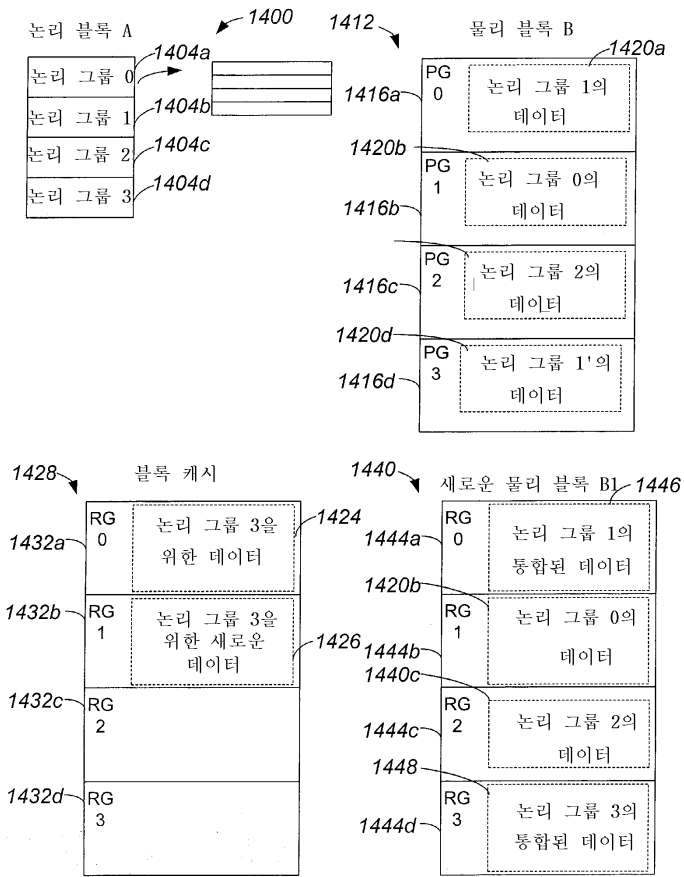 논리 블록 A
1400
1404a
논리 그룹 0
논리 그룹 1
1404b
논리 그룹 2
1404c
논리 그룹 3
1404d
1412
물리 블록 B
1420a
PG
0
논리 그룹 1의
데이터
1416a
1420b
PG
1
논리 그룹 0의
데이터
1416b
PG
2
논리 그룹 2의
데이터
1416c
1420d
PG
3
논리 그룹 1'의
데이터
1416d
1428
블록 캐시
RG
0
논리 그룹 3을
위한 데이터
1424
1432a
1432b
RG
1
논리 그룹 3을
위한 새로운
데이터
1426
1432c
RG
2
1432d
RG
3
1440
새로운 물리 블록 B1
1446
RG
0
논리 그룹 1의
통합된 데이터
1444a
1420b
RG
1
논리 그룹 0의
데이터
1444b
1440c
RG
2
논리 그룹 2의
데이터
1444c
1448
RG
3
논리 그룹 3의
통합된 데이터
1444d